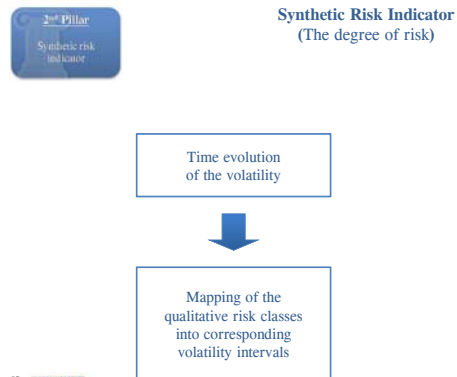 2nd Pillar
Synthetic risk
indicator
Synthetic Risk Indicator
(The degree of risk)
Time evolution
of the volatility
Mapping of the
qualitative risk classes
into corresponding
volatility intervals